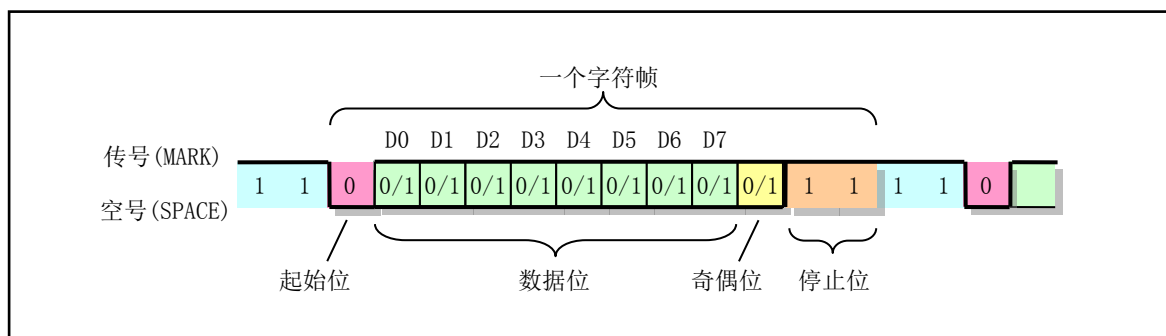 一个字符帧
D0 D1 D2 D3 D4 D5 D6 D7
传号(MARK)
1 1 0 0/1 0/1 0/1 0/1 0/1 0/1 0/1 0/1 0/1 1 1 1 1 0
空号(SPACE)
起始位 数据位 奇偶位 停止位